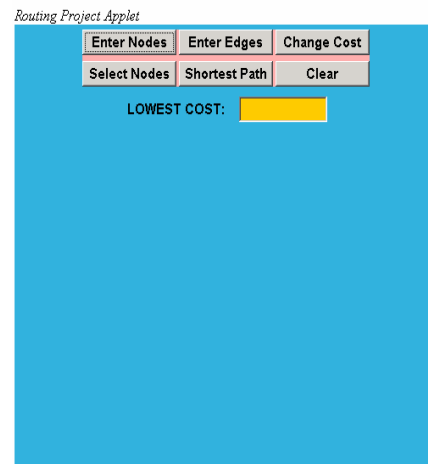 Routing Project Applet
Enter Nodes Enter Edges Change Cost
Select Nodes Shortest Path Clear
LOWEST COST: